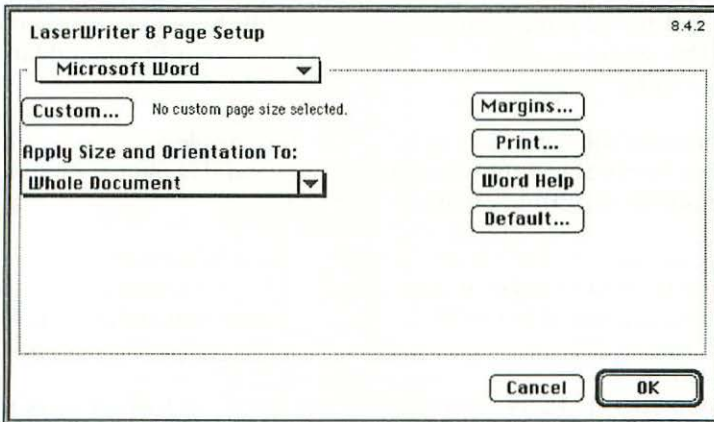 LaserWriter 8 Page Setup
8.4.2
Microsoft Word
Custom...
No custom page size selected.
Margins...
Print...
Apply Size and Orientation To:
Whole Document
Word Help
Default...
Cancel
OK